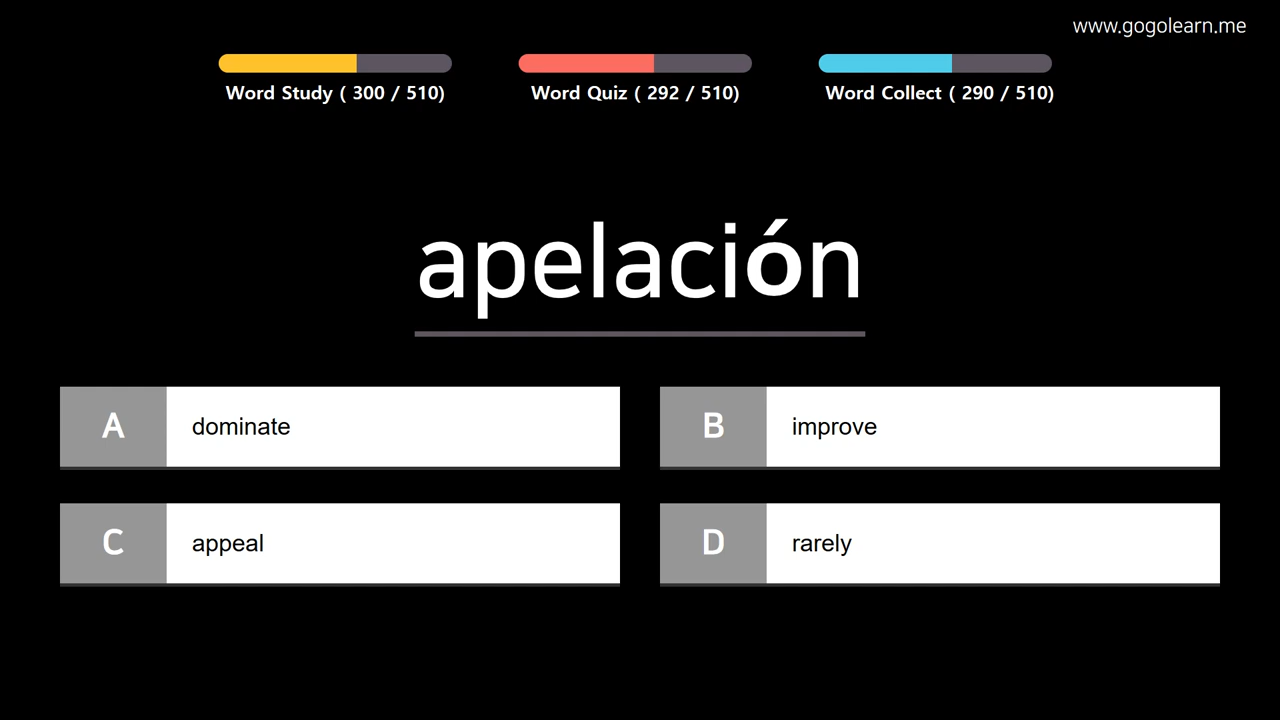 www.gogolearn.me
Word Study ( 300 / 510)
Word Quiz ( 292 / 510)
Word Collect ( 290 / 510)
apelación
A dominate
B improve
C appeal
D rarely